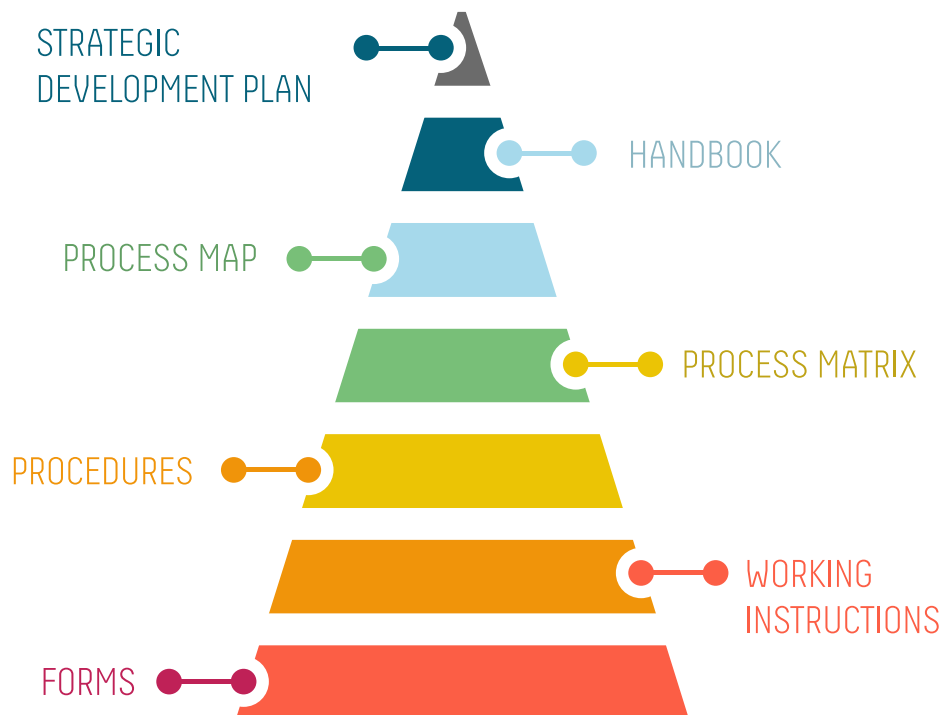 STRATEGIC
DEVELOPMENT PLAN
HANDBOOK
PROCESS MAP
PROCESS MATRIX
PROCEDURES
WORKING
INSTRUCTIONS
FORMS